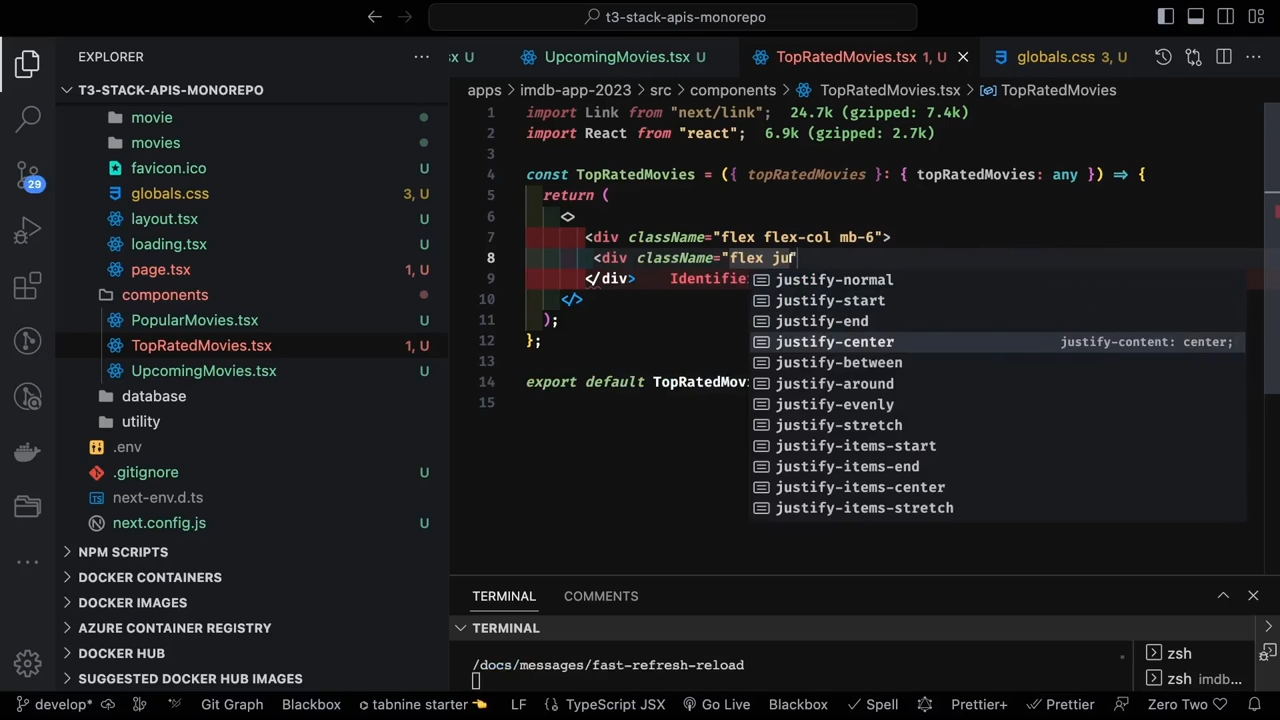 t3-stack-apis-monorepo
EXPLORER
T3-STACK-APIS-MONOREPO
movie
movies
favicon.ico U
globals.css 3, U
layout.tsx U
loading.tsx U
page.tsx 1, U
components
PopularMovies.tsx U
TopRatedMovies.tsx 1, U
UpcomingMovies.tsx U
database
utility
.env
.gitignore U
next-env.d.ts
next.config.js U
NPM SCRIPTS
DOCKER CONTAINERS
DOCKER IMAGES
AZURE CONTAINER REGISTRY
DOCKER HUB
SUGGESTED DOCKER HUB IMAGES
29
sx U UpcomingMovies.tsx U TopRatedMovies.tsx 1, U globals.css 3, U
apps > imdb-app-2023 > src > components > TopRatedMovies.tsx > TopRatedMovies
1 import Link from "next/link"; 24.7k (gzipped: 7.4k)
2 import React from "react"; 6.9k (gzipped: 2.7k)
3
4 const TopRatedMovies = ({ topRatedMovies }: { topRatedMovies: any }) => {
5 return (
6 <>
7 <div className="flex flex-col mb-6">
8 <div className="flex ju"
9 </div> Identifie
10 </>
11 );
12 };
13
14 export default TopRatedMovi
15
justify-normal
justify-start
justify-end
justify-center justify-content: center;
justify-between
justify-around
justify-evenly
justify-stretch
justify-items-start
justify-items-end
justify-items-center
justify-items-stretch
TERMINAL COMMENTS
TERMINAL
/docs/messages/fast-refresh-reload
zsh
zsh imdb...
develop* Git Graph Blackbox tabnine starter LF TypeScript JSX Go Live Blackbox Spell Prettier+ Prettier Zero Two